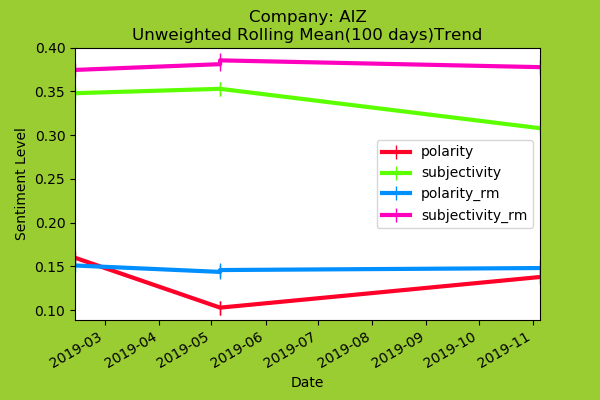 Company: AIZ
Unweighted Rolling Mean(100 days)Trend
Sentiment Level
0.40
0.35
0.30
0.25
0.20
0.15
0.10
polarity
subjectivity
polarity_rm
subjectivity_rm
2019-03
2019-04
2019-05
2019-06
2019-07
2019-08
2019-09
2019-10
2019-11
Date